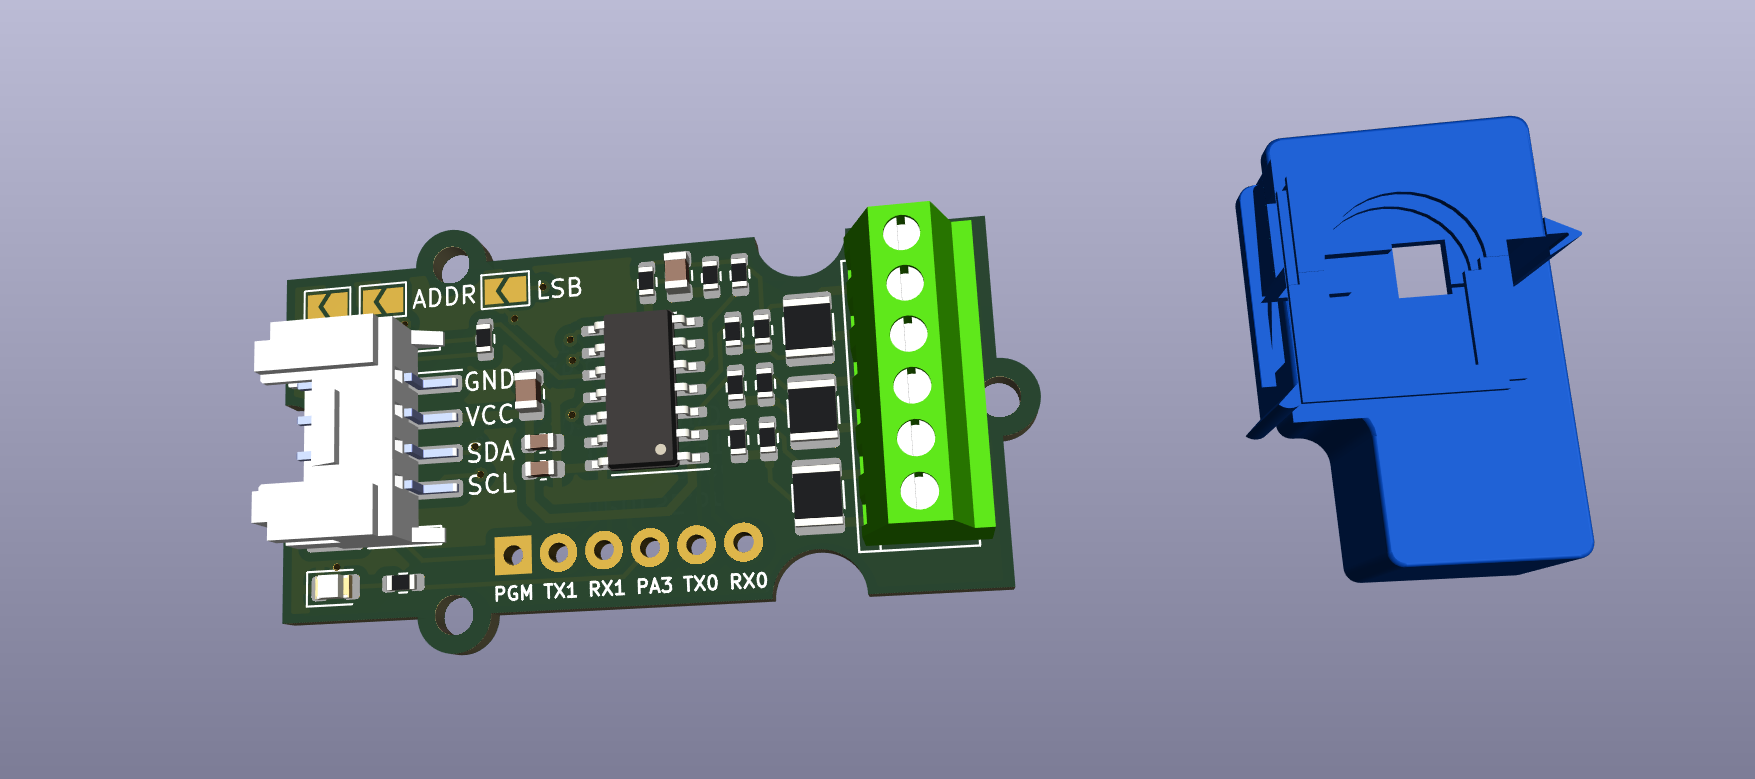 ADDR
LSB
GND
VCC
SDA
SCL
PGM TX1 RX1 PA3 TX0 RX0